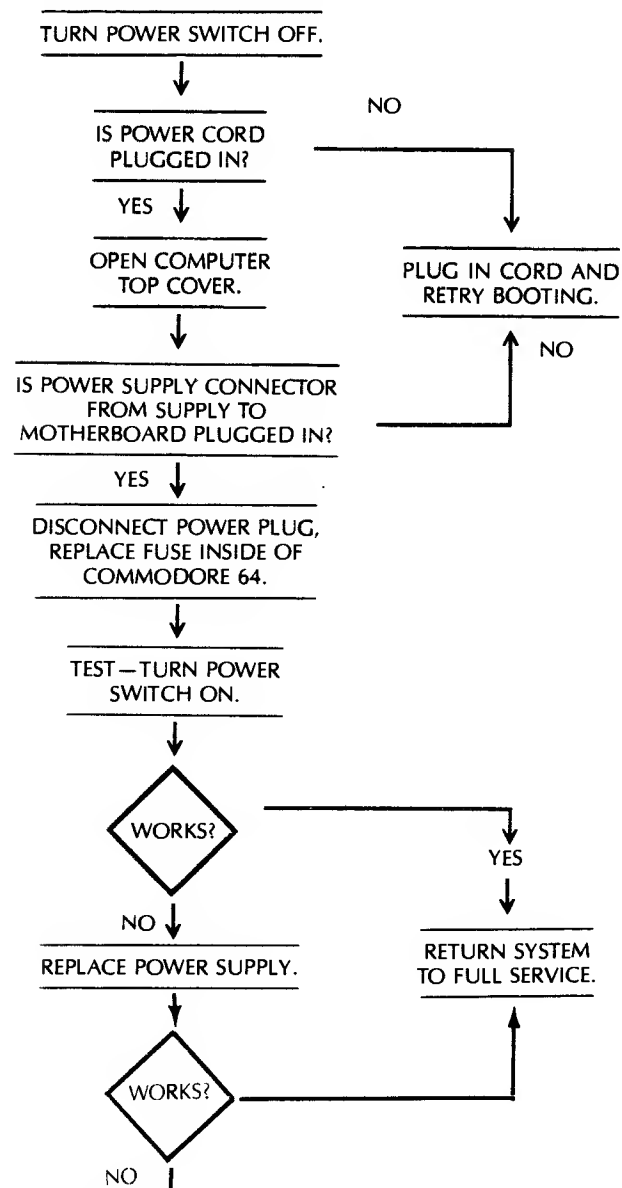 TURN POWER SWITCH OFF.
NO
IS POWER CORD
PLUGGED IN?
YES
OPEN COMPUTER
TOP COVER.
PLUG IN CORD AND
RETRY BOOTING.
NO
IS POWER SUPPLY CONNECTOR
FROM SUPPLY TO
MOTHERBOARD PLUGGED IN?
YES
DISCONNECT POWER PLUG,
REPLACE FUSE INSIDE OF
COMMODORE 64.
TEST—TURN POWER
SWITCH ON.
WORKS?
YES
NO
REPLACE POWER SUPPLY.
RETURN SYSTEM
TO FULL SERVICE.
WORKS?
NO